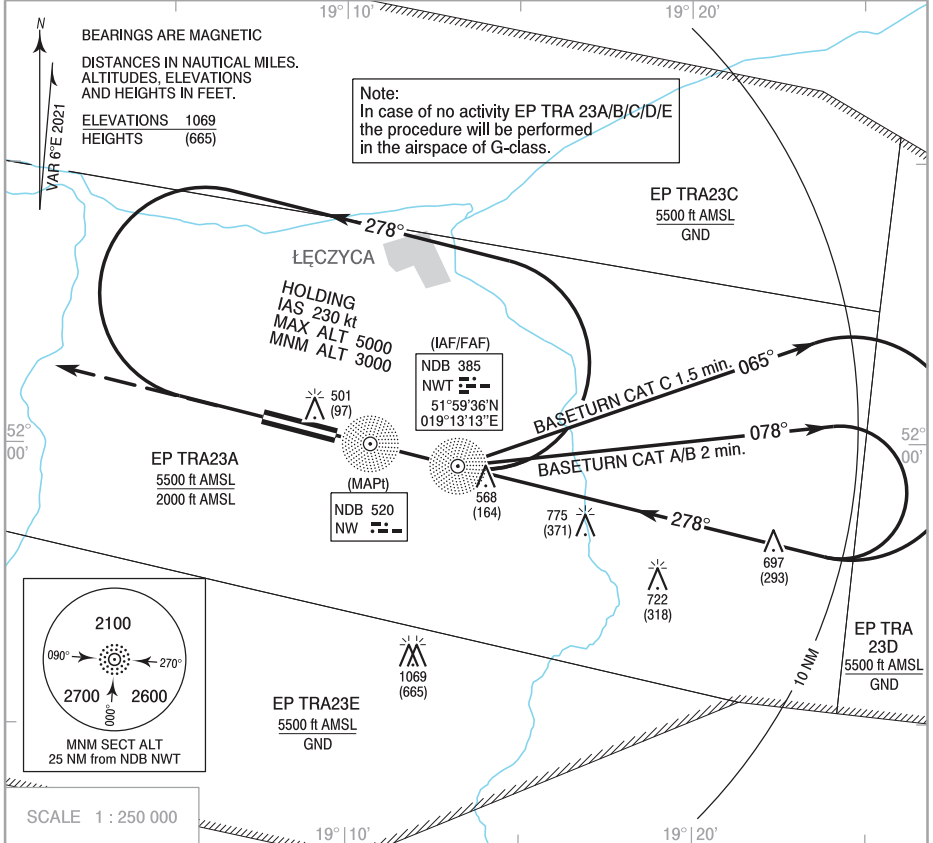 19° 10'
19° 20'
N
VAR 6°E 2021
BEARINGS ARE MAGNETIC
DISTANCES IN NAUTICAL MILES.
ALTITUDES, ELEVATIONS
AND HEIGHTS IN FEET.
ELEVATIONS 1069
HEIGHTS (665)
Note:
In case of no activity EP TRA 23A/B/C/D/E
the procedure will be performed
in the airspace of G-class.
EP TRA23C
5500 ft AMSL
GND
278°
ŁĘCZYCA
HOLDING
IAS 230 kt
MAX ALT 5000
MNM ALT 3000
(IAF/FAF)
NDB 385
NWT
51°59'36"N
019°13'13"E
BASETURN CAT C 1.5 min.
065°
501
(97)
52°
00'
52°
00'
078°
BASETURN CAT A/B 2 min.
EP TRA23A
5500 ft AMSL
2000 ft AMSL
(MAPt)
NDB 520
NW
568
(164)
775
(371)
278°
697
(293)
722
(318)
2100
090°
270°
2700
2600
000°
MNM SECT ALT
25 NM from NDB NWT
1069
(665)
EP TRA
23D
5500 ft AMSL
GND
10 NM
EP TRA23E
5500 ft AMSL
GND
SCALE 1 : 250 000
19° 10'
19° 20'